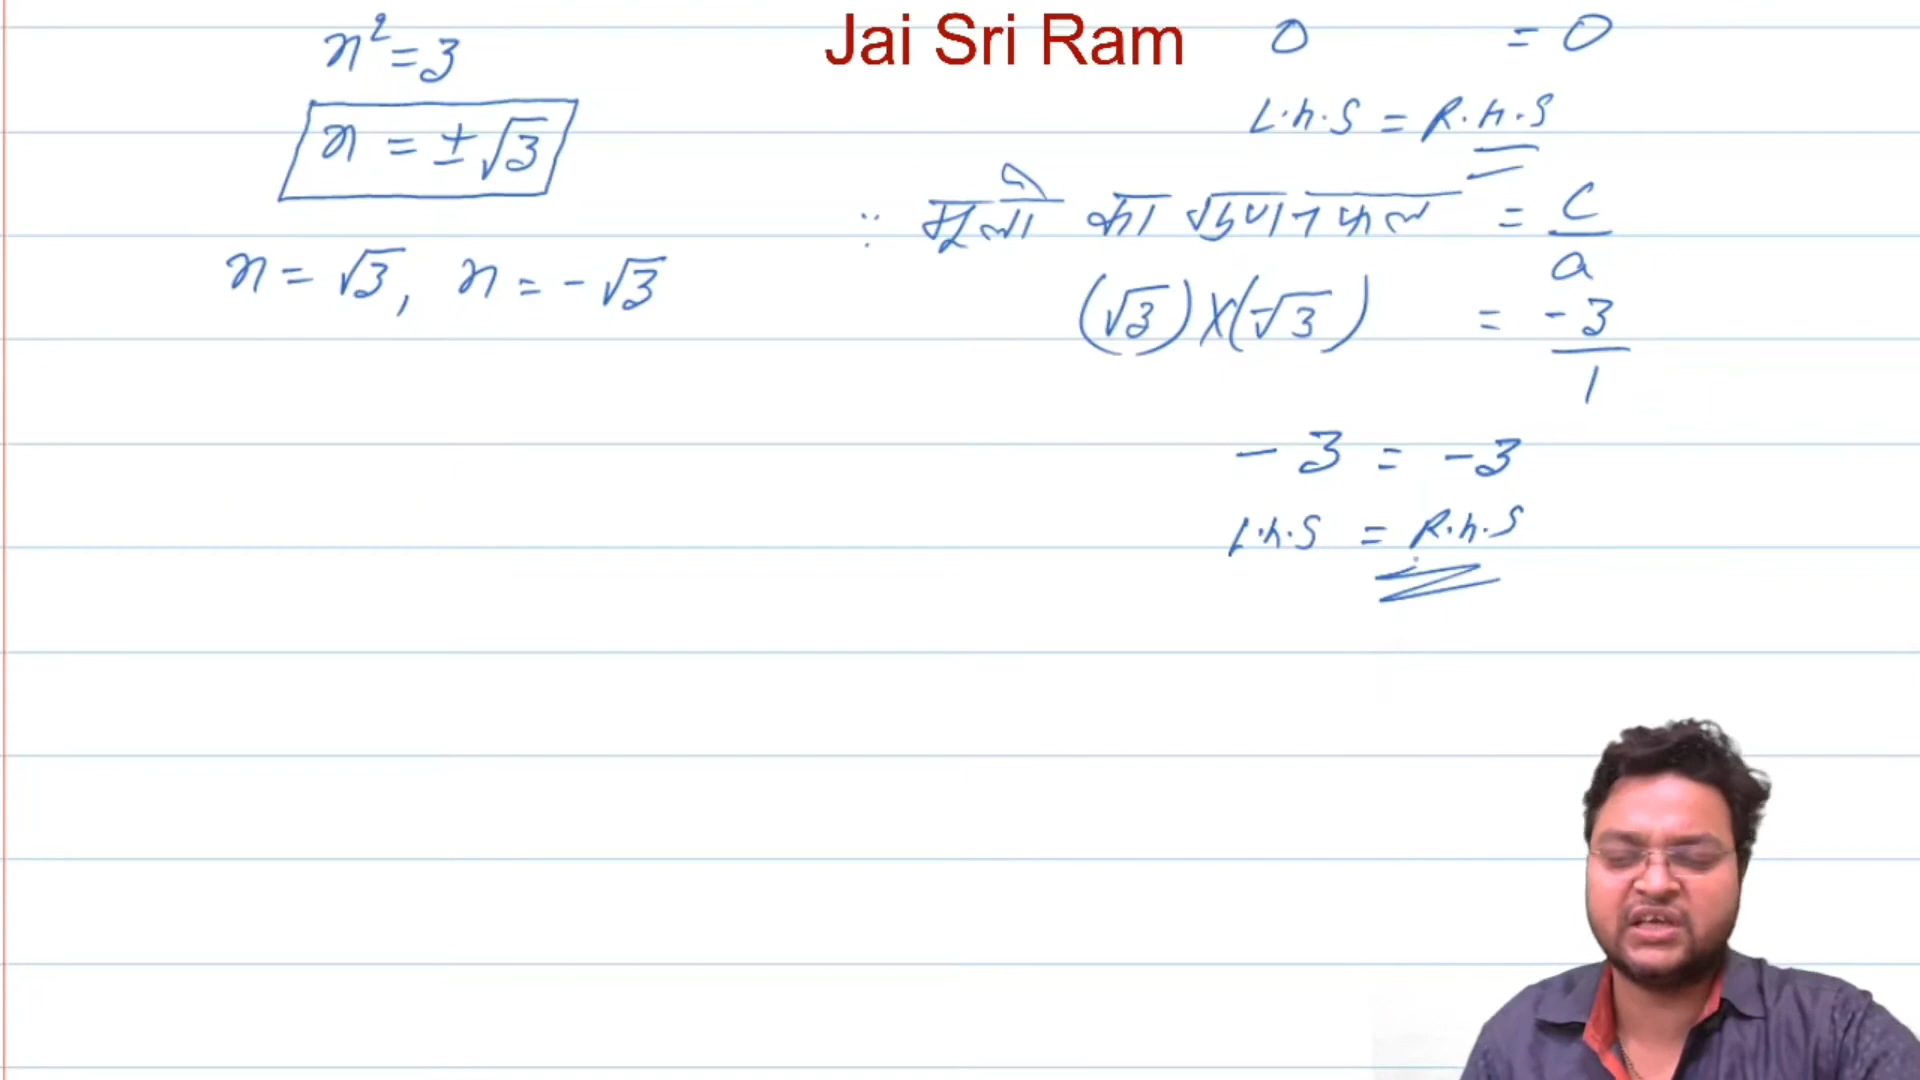 Jai Sri Ram
x² = 3
x = ±√3
x = √3, x = -√3
0 = 0
L.h.S = R.h.S
∵ मूलों का गुणनफल = c/a
(√3)×(-√3) = -3/1
-3 = -3
L.h.S = R.h.S